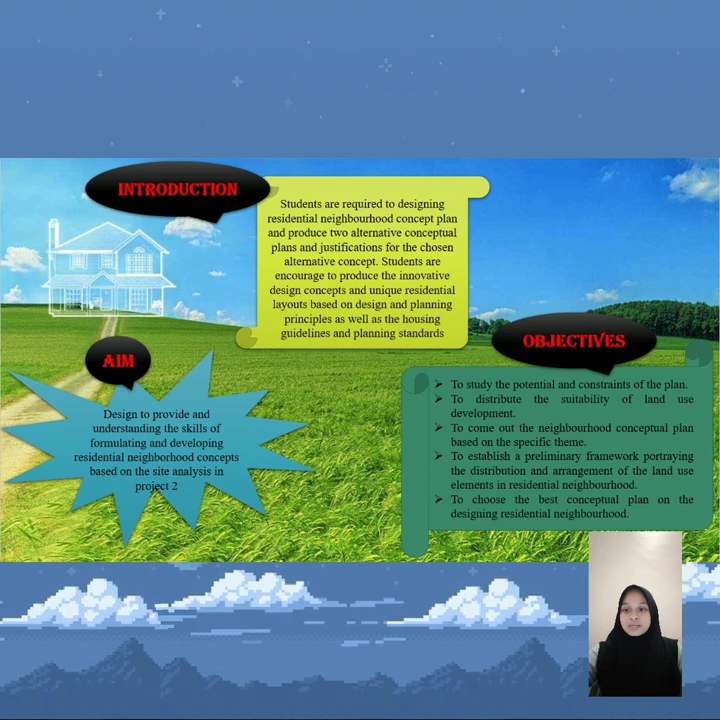 INTRODUCTION
Students are required to designing
residential neighbourhood concept plan
and produce two alternative conceptual
plans and justifications for the chosen
alternative concept. Students are
encourage to produce the innovative
design concepts and unique residential
layouts based on design and planning
principles as well as the housing
guidelines and planning standards
AIM
Design to provide and
understanding the skills of
formulating and developing
residential neighborhood concepts
based on the site analysis in
project 2
OBJECTIVES
➢ To study the potential and constraints of the plan.
➢ To distribute the suitability of land use
development.
➢ To come out the neighbourhood conceptual plan
based on the specific theme.
➢ To establish a preliminary framework portraying
the distribution and arrangement of the land use
elements in residential neighbourhood.
➢ To choose the best conceptual plan on the
designing residential neighbourhood.